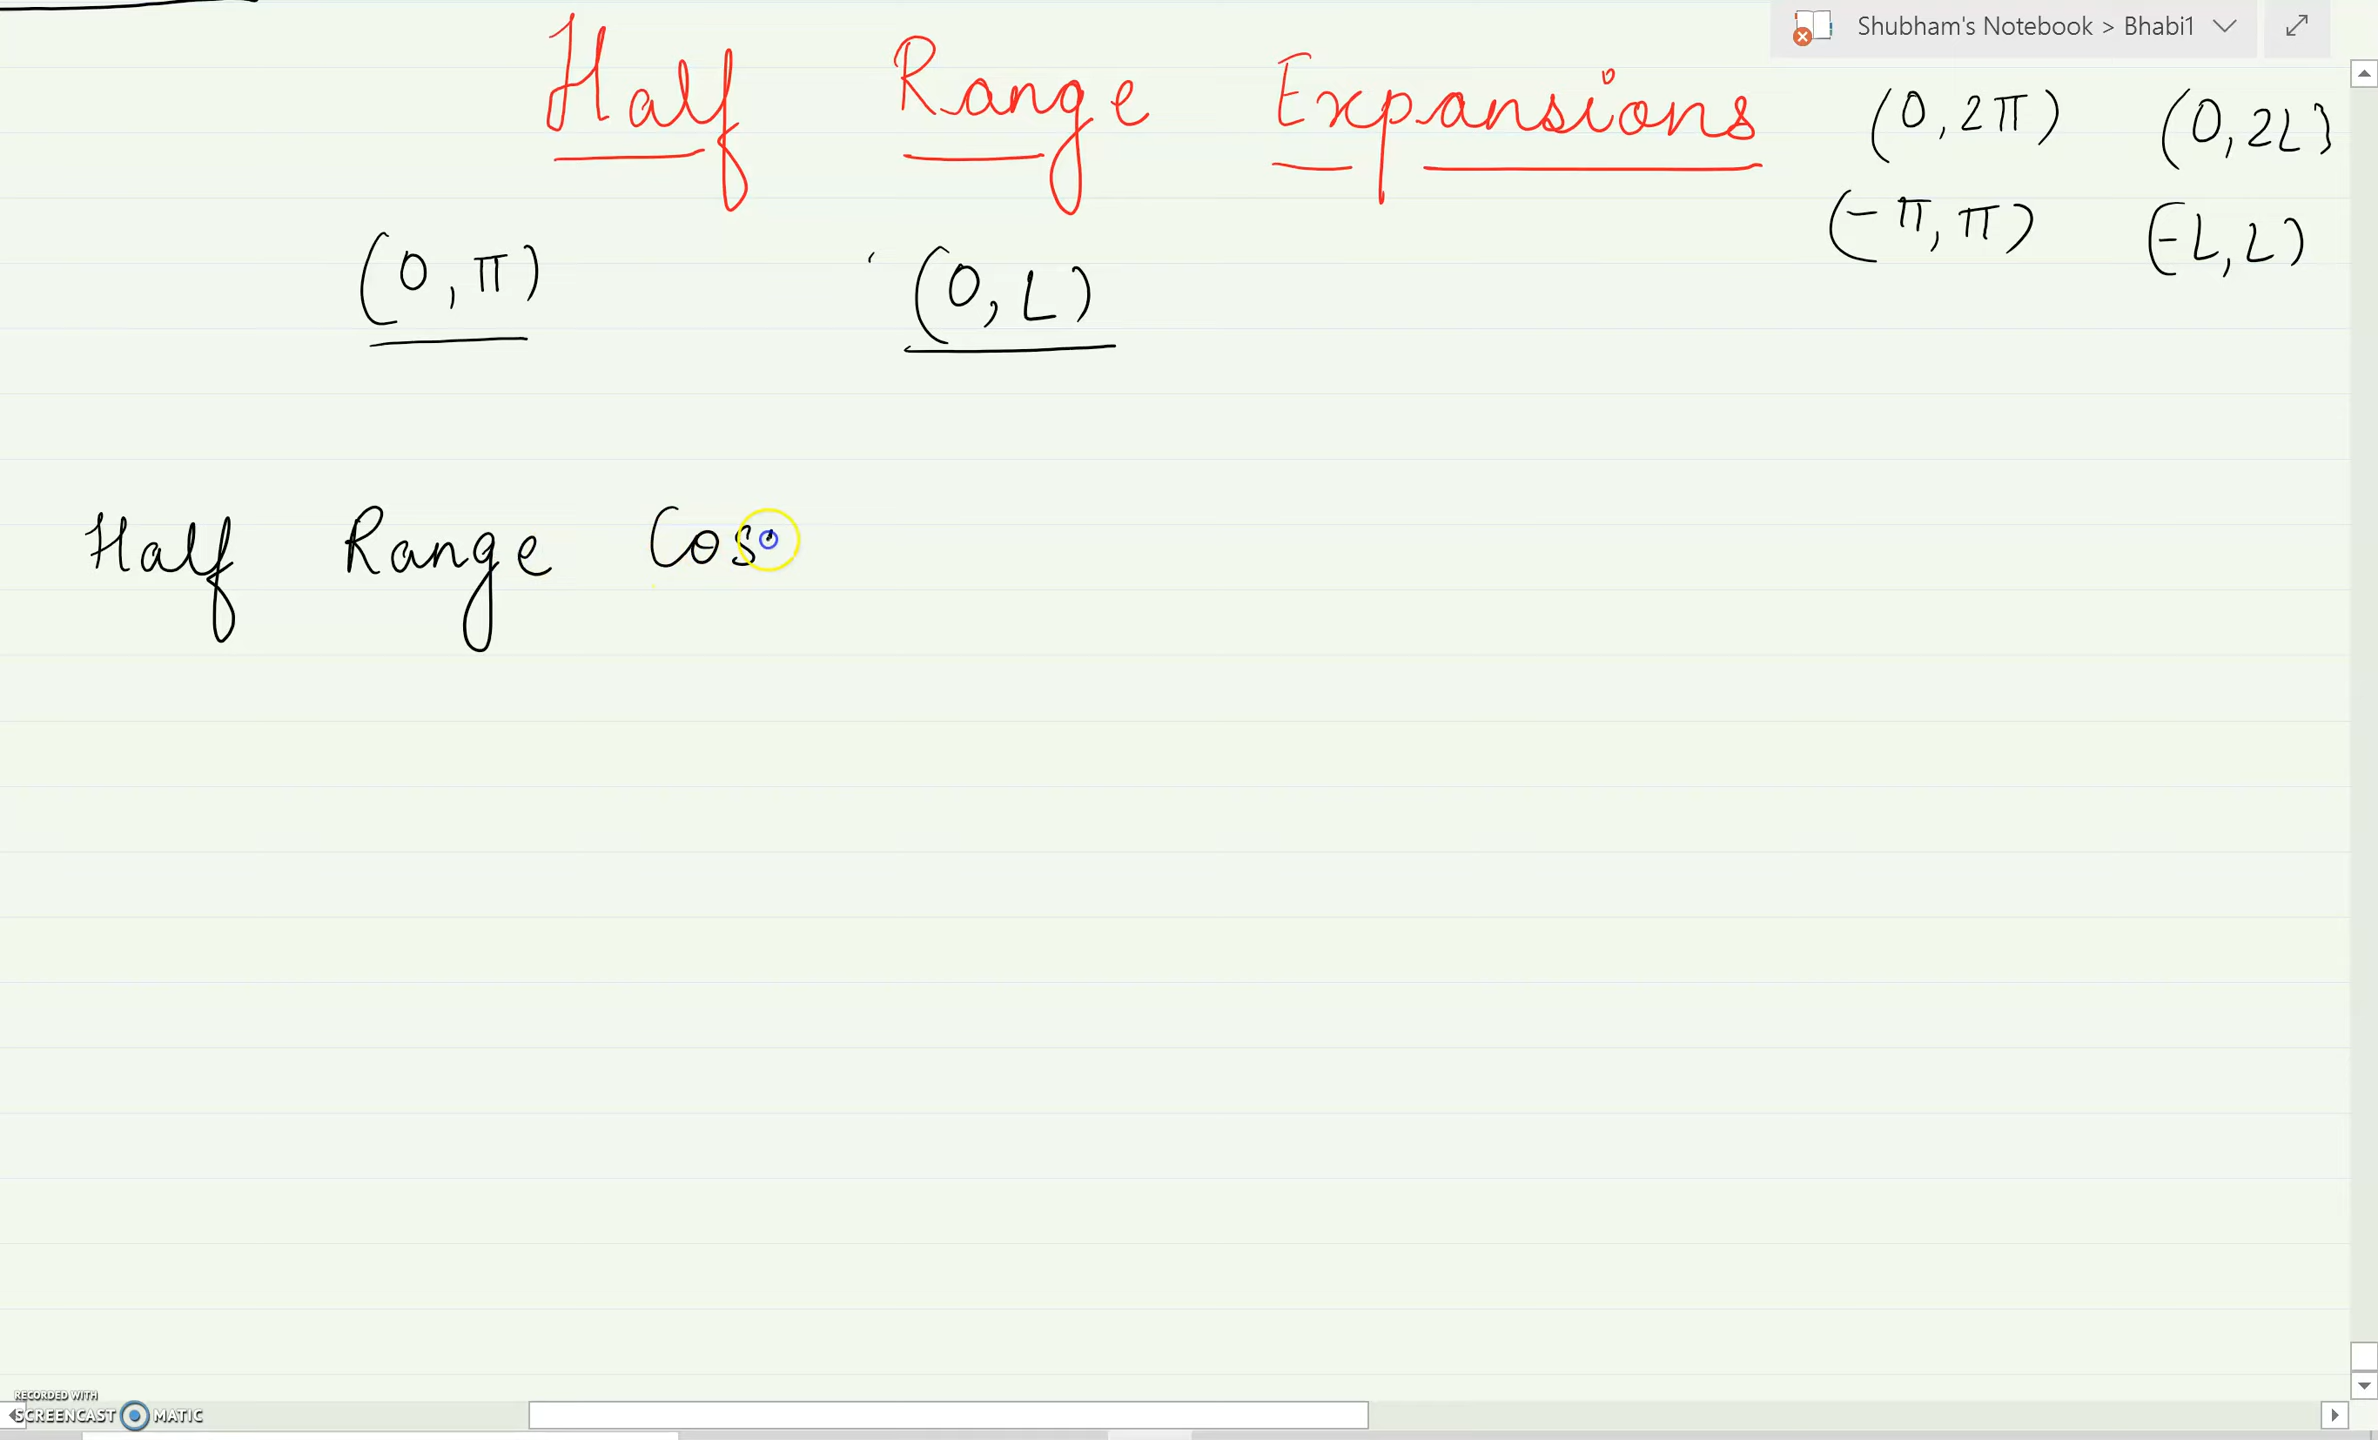 Shubham's Notebook > Bhabi1
Half Range Expansions
(0, 2π) (0, 2L)
(-π, π) (-L, L)
(0, π) (0, L)
Half Range Cos
RECORDED WITH
SCREENCAST MATIC